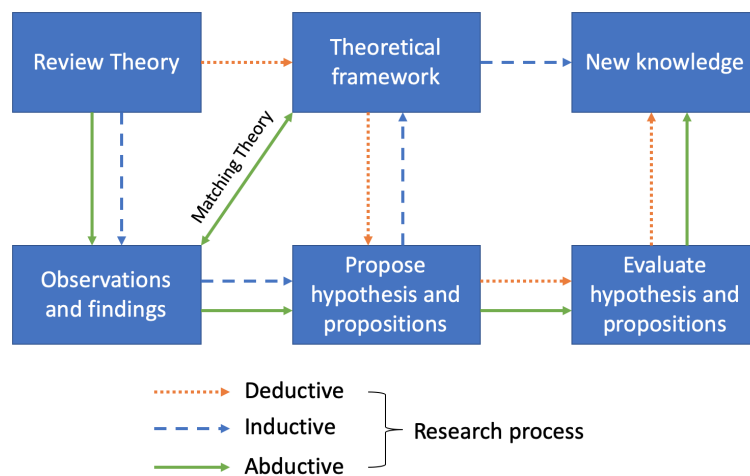 Review Theory
Theoretical
framework
New knowledge
Matching Theory
Observations
and findings
Propose
hypothesis and
propositions
Evaluate
hypothesis and
propositions
Deductive
Inductive
Abductive
Research process